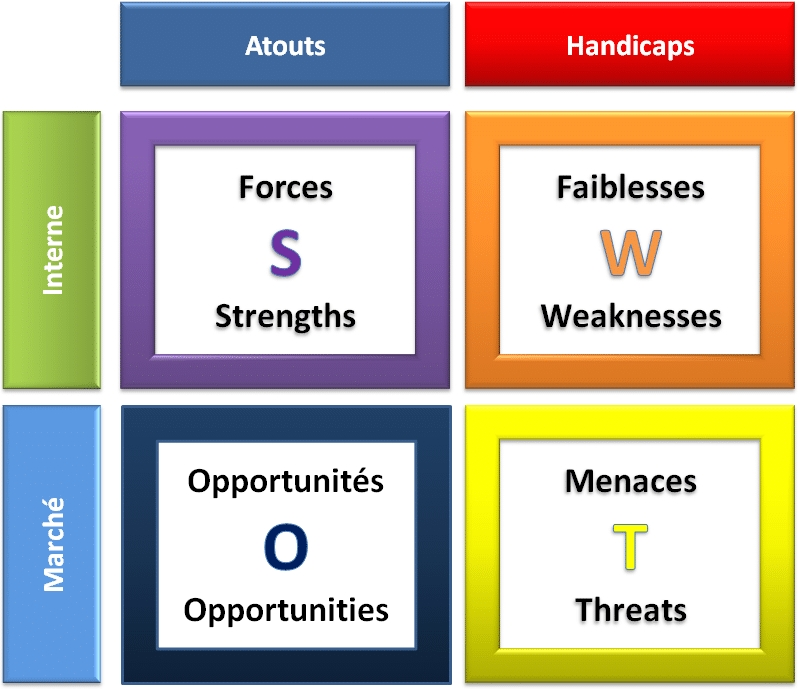 Atouts
Handicaps
Interne
Forces
S
Strengths
Faiblesses
W
Weaknesses
Marché
Opportunités
O
Opportunities
Menaces
T
Threats